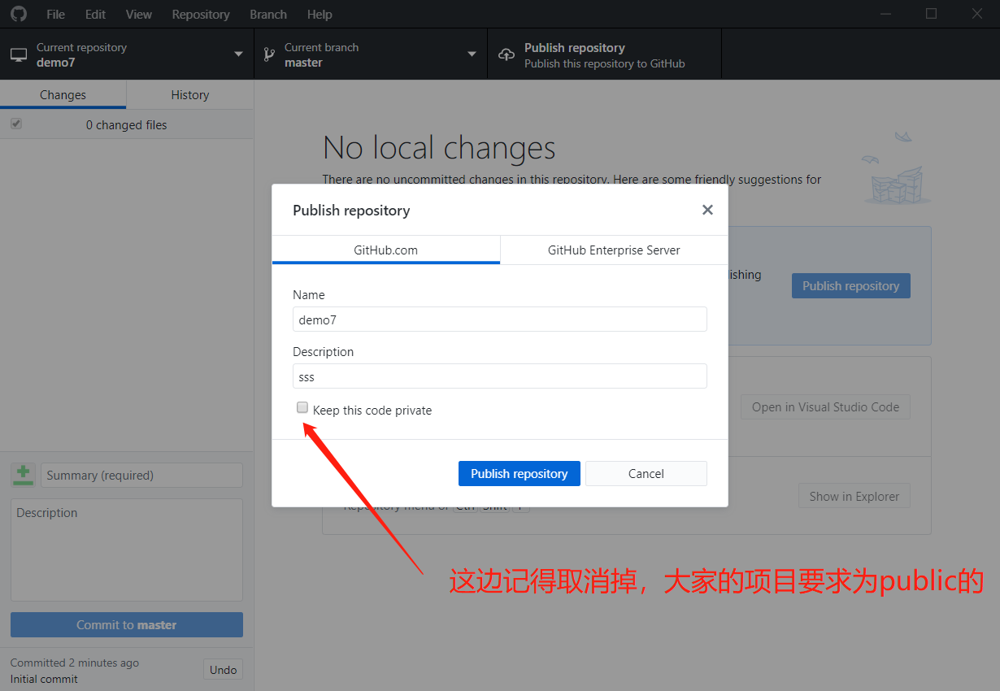 File Edit View Repository Branch Help
Current repository
demo7
Current branch
master
Publish repository
Publish this repository to GitHub
Changes History
0 changed files
No local changes
There are no uncommitted changes in this repository. Here are some friendly suggestions for
Publish repository
GitHub.com GitHub Enterprise Server
lishing
Publish repository
Name
demo7
Description
sss
Keep this code private
Open in Visual Studio Code
Publish repository Cancel
Show in Explorer
Repository menu or Ctrl Shift F
Summary (required)
Description
这边记得取消掉，大家的项目要求为public的
Commit to master
Committed 2 minutes ago
Initial commit
Undo